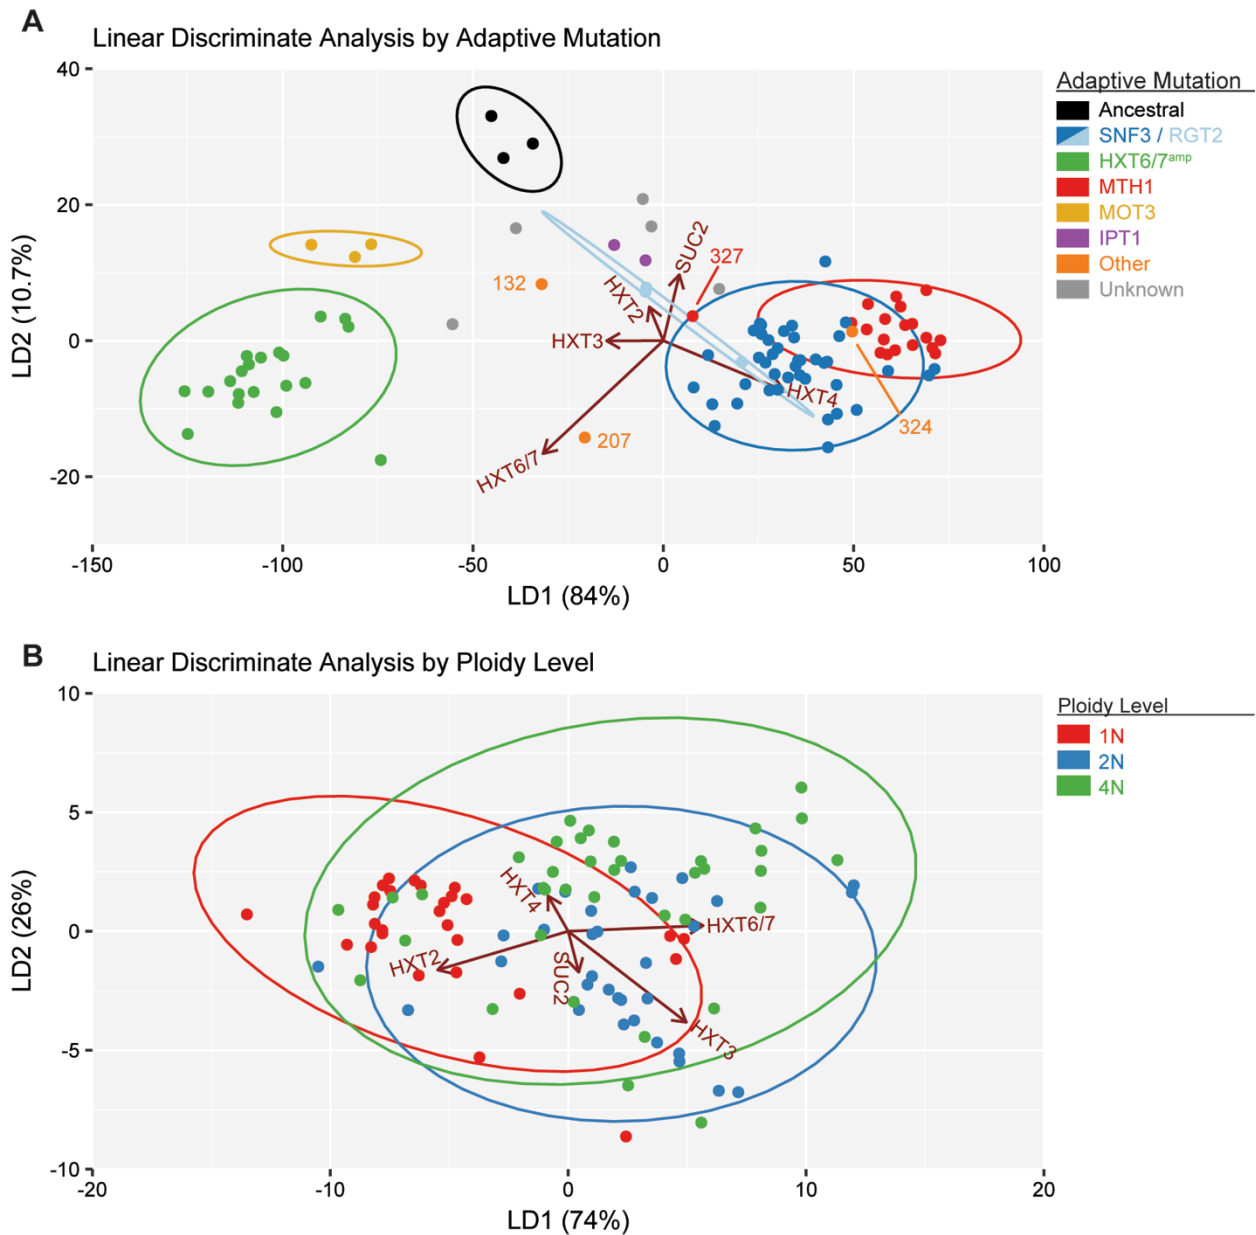 A
Linear Discriminate Analysis by Adaptive Mutation
40
20
0
-20
LD2 (10.7%)
-150
-100
-50
0
50
100
LD1 (84%)
132
207
327
324
SUC2
HXT2
HXT3
HXT4
HXT6/7
Adaptive Mutation
Ancestral
SNF3 / RGT2
HXT6/7amp
MTH1
MOT3
IPT1
Other
Unknown
B
Linear Discriminate Analysis by Ploidy Level
10
5
0
-5
-10
LD2 (26%)
-20
-10
0
10
20
LD1 (74%)
HXT4
HXT6/7
HXT2
SUC2
HXT3
Ploidy Level
1N
2N
4N